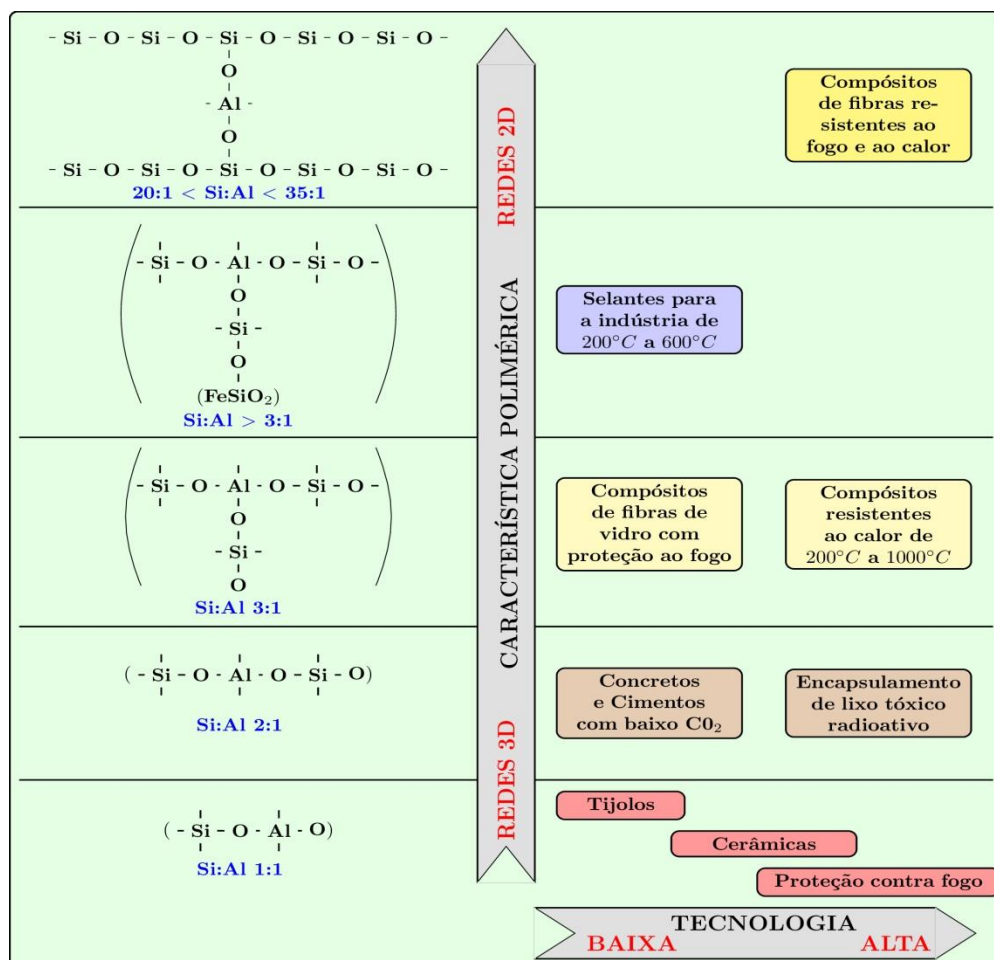 - Si - O - Si - O - Si - O - Si - O - Si - O -
O
- Al -
O
- Si - O - Si - O - Si - O - Si - O - Si - O -
20:1 < Si:Al < 35:1
REDES 2D
Compósitos
de fibras re-
sistentes ao
fogo e ao calor
- Si - O - Al - O - Si - O -
O
- Si -
O
(FeSiO₂)
Si:Al > 3:1
Selantes para
a indústria de
200°C a 600°C
CARACTERÍSTICA POLIMÉRICA
- Si - O - Al - O - Si - O -
O
- Si -
O
Si:Al 3:1
Compósitos
de fibras de
vidro com
proteção ao fogo
Compósitos
resistentes
ao calor de
200°C a 1000°C
( - Si - O - Al - O - Si - O)
Si:Al 2:1
Concretos
e Cimentos
com baixo C0₂
Encapsulamento
de lixo tóxico
radioativo
REDES 3D
( - Si - O - Al - O)
Si:Al 1:1
Tijolos
Cerâmicas
Proteção contra fogo
TECNOLOGIA
BAIXA ALTA